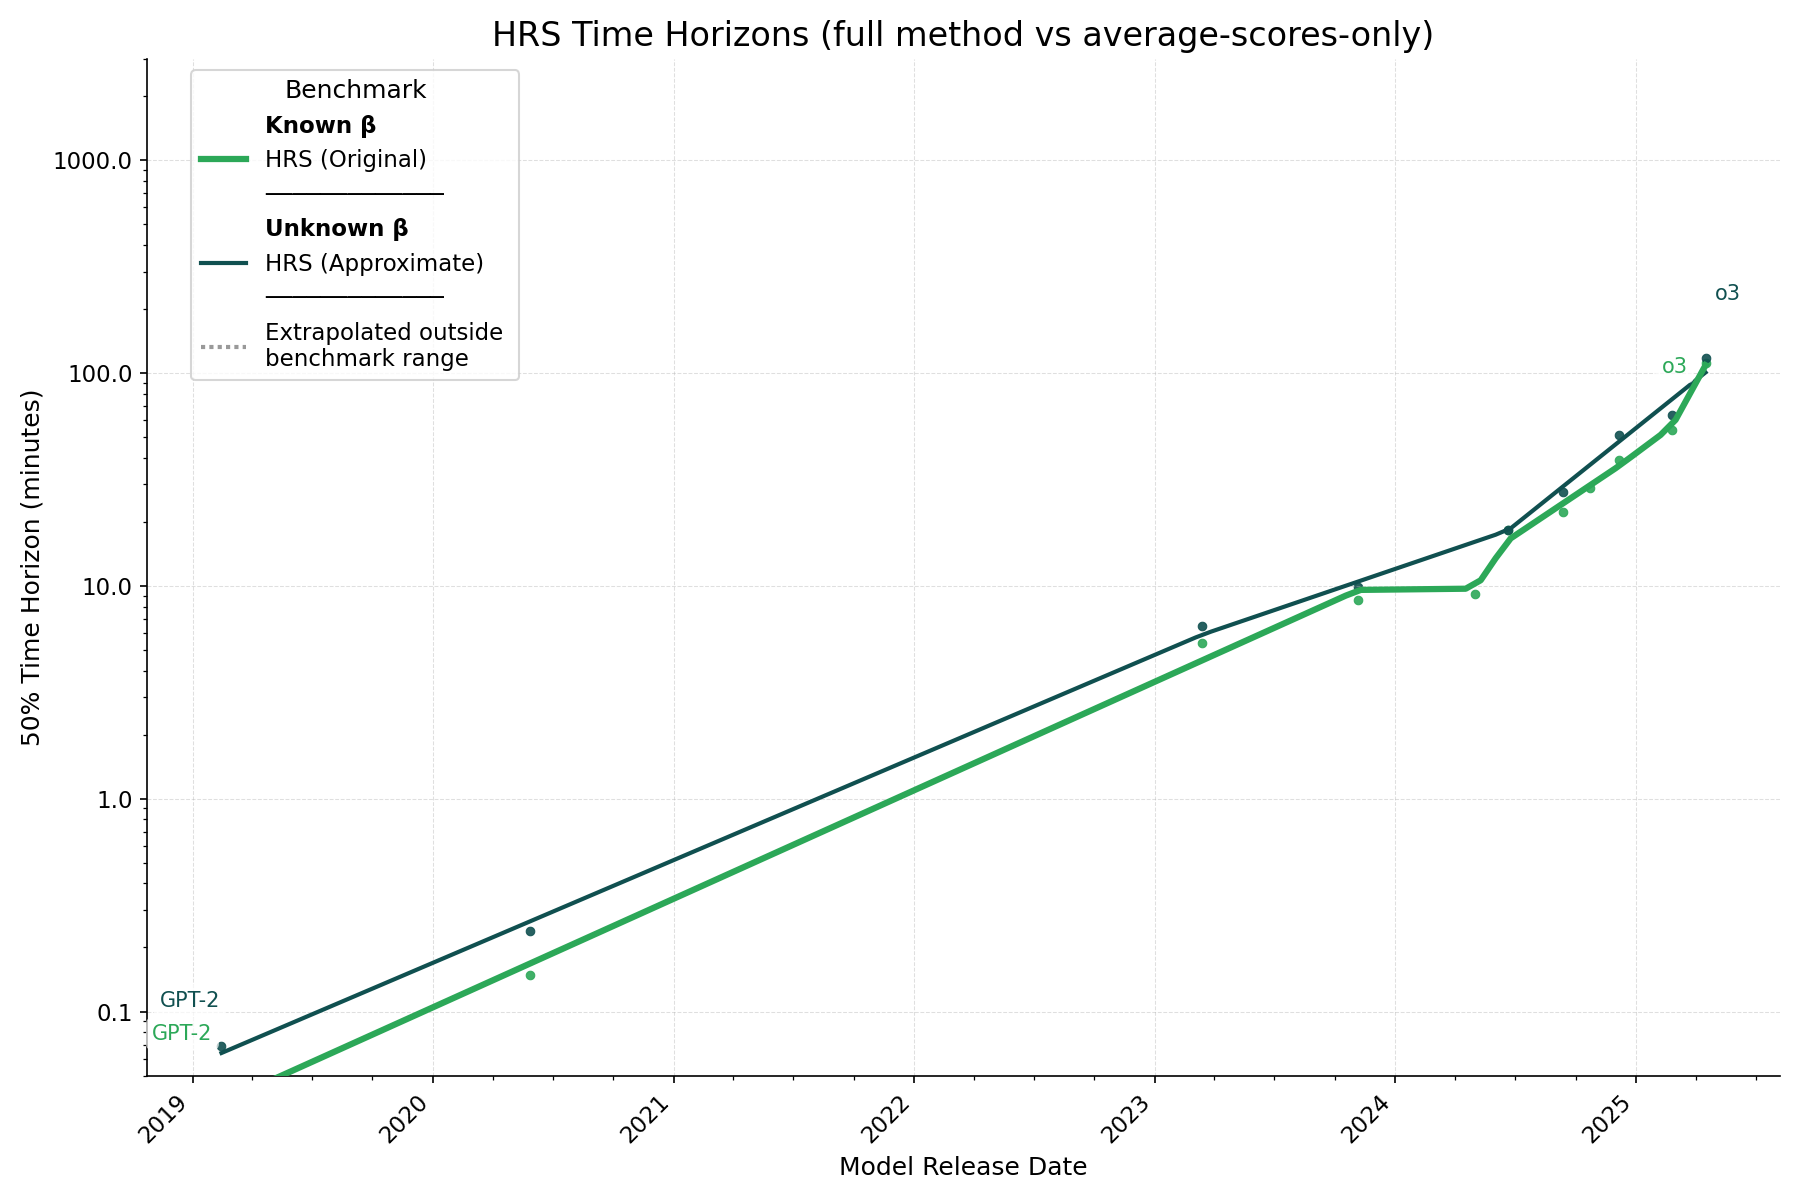 HRS Time Horizons (full method vs average-scores-only)
Benchmark
Known β
HRS (Original)
Unknown β
HRS (Approximate)
Extrapolated outside
benchmark range
50% Time Horizon (minutes)
1000.0
100.0
10.0
1.0
0.1
o3
o3
GPT-2
GPT-2
2019
2020
2021
2022
2023
2024
2025
Model Release Date